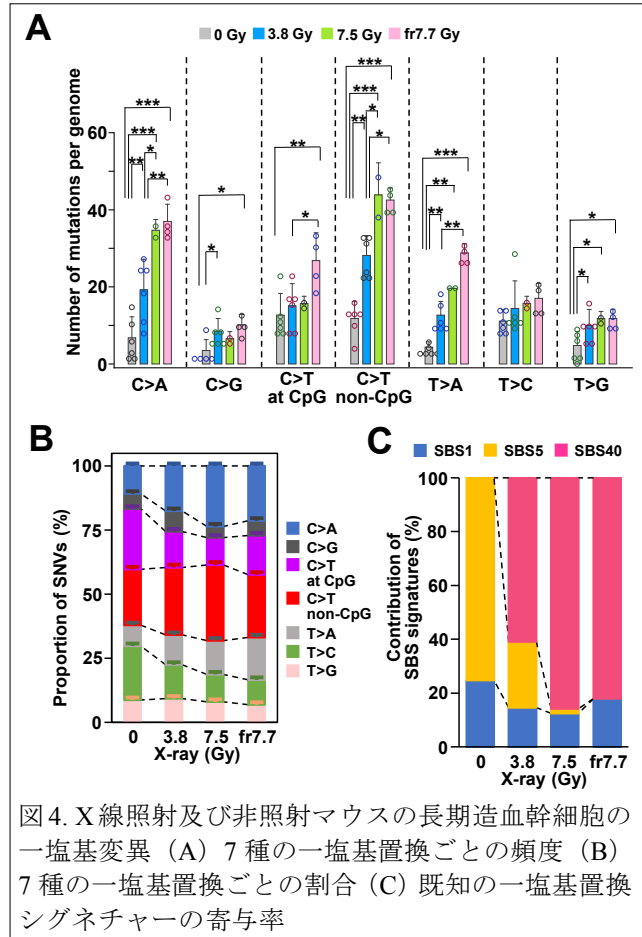 A
0 Gy 3.8 Gy 7.5 Gy fr7.7 Gy
Number of mutations per genome
60
40
20
0
*** *** ** * **
* *
** *
*** *** ** * *
*** ** ** **
* * *
C>A C>G C>T at CpG C>T non-CpG T>A T>C T>G
B
Proportion of SNVs (%)
100
75
50
25
0
0 3.8 7.5 fr7.7
X-ray (Gy)
C>A
C>G
C>T
at CpG
C>T
non-CpG
T>A
T>C
T>G
C
SBS1 SBS5 SBS40
Contribution of
SBS signatures (%)
100
80
60
40
20
0
0 3.8 7.5 fr7.7
X-ray (Gy)
図4. X線照射及び非照射マウスの長期造血幹細胞の
一塩基変異（A）7種の一塩基置換ごとの頻度（B）
7種の一塩基置換ごとの割合（C）既知の一塩基置換
シグネチャーの寄与率